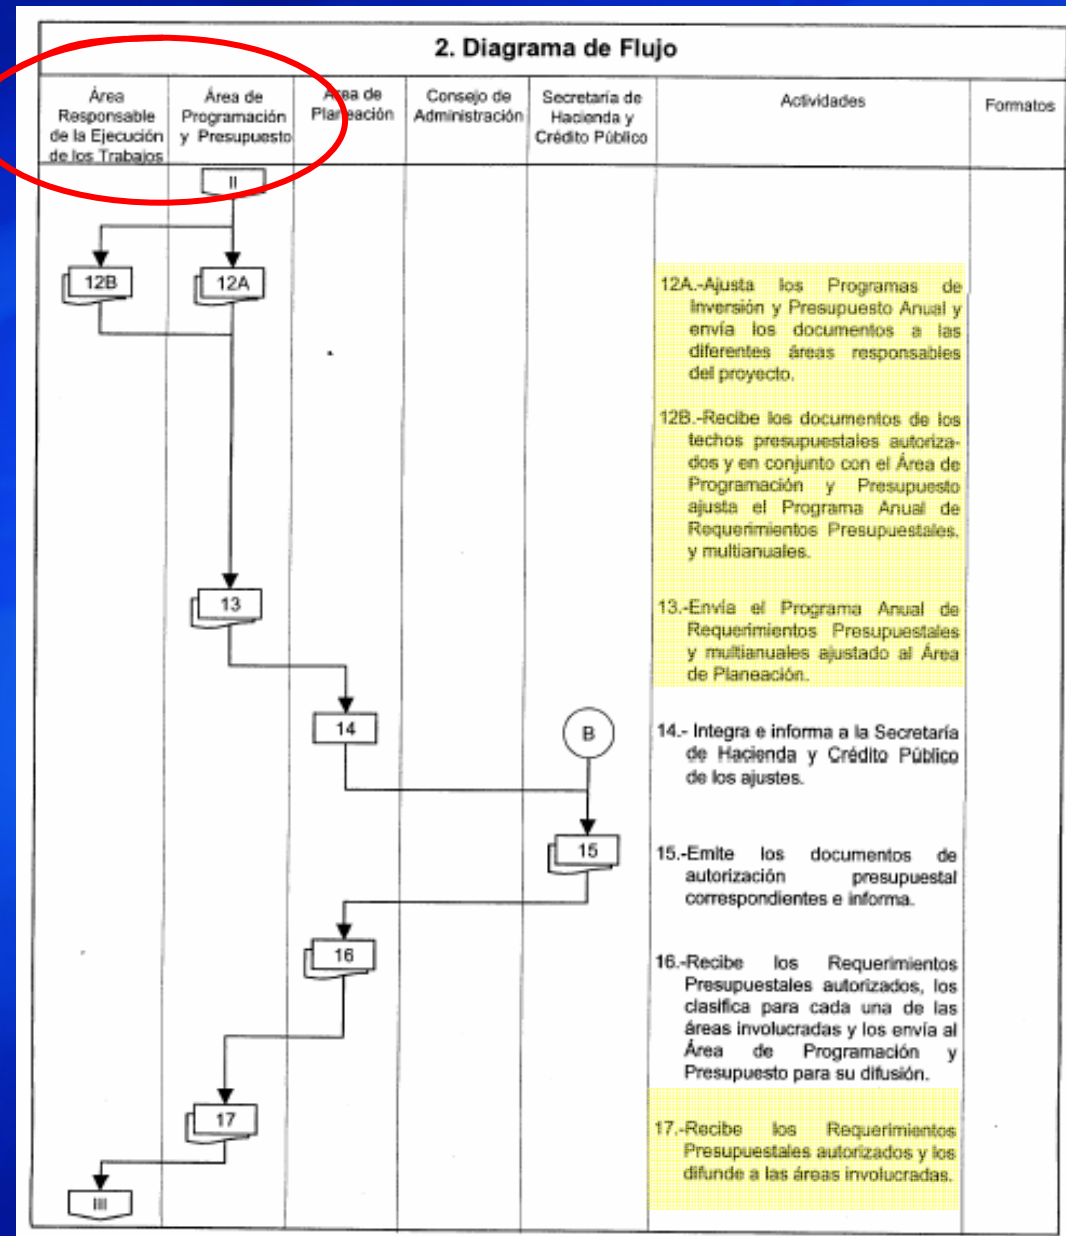 2. Diagrama de Flujo
Área
Responsable
de la Ejecución
de los Trabajos
Área de
Programación
y Presupuesto
Área de
Planeación
Consejo de
Administración
Secretaría de
Hacienda y
Crédito Público
Actividades
Formatos
II
12B
12A
12A.-Ajusta los Programas de
Inversión y Presupuesto Anual y
envía los documentos a las
diferentes áreas responsables
del proyecto.
12B.-Recibe los documentos de los
techos presupuestales autoriza-
dos y en conjunto con el Área de
Programación y Presupuesto
ajusta el Programa Anual de
Requerimientos Presupuestales.
y multianuales.
13
13.-Envía el Programa Anual de
Requerimientos Presupuestales
y multianuales ajustado al Área
de Planeación.
14
B
14.- Integra e informa a la Secretaría
de Hacienda y Crédito Público
de los ajustes.
15
15.-Emite los documentos de
autorización presupuestal
correspondientes e informa.
16
16.-Recibe los Requerimientos
Presupuestales autorizados, los
clasifica para cada una de las
áreas involucradas y los envía al
Área de Programación y
Presupuesto para su difusión.
17
17.-Recibe los Requerimientos
Presupuestales autorizados y los
difunde a las áreas involucradas.
III